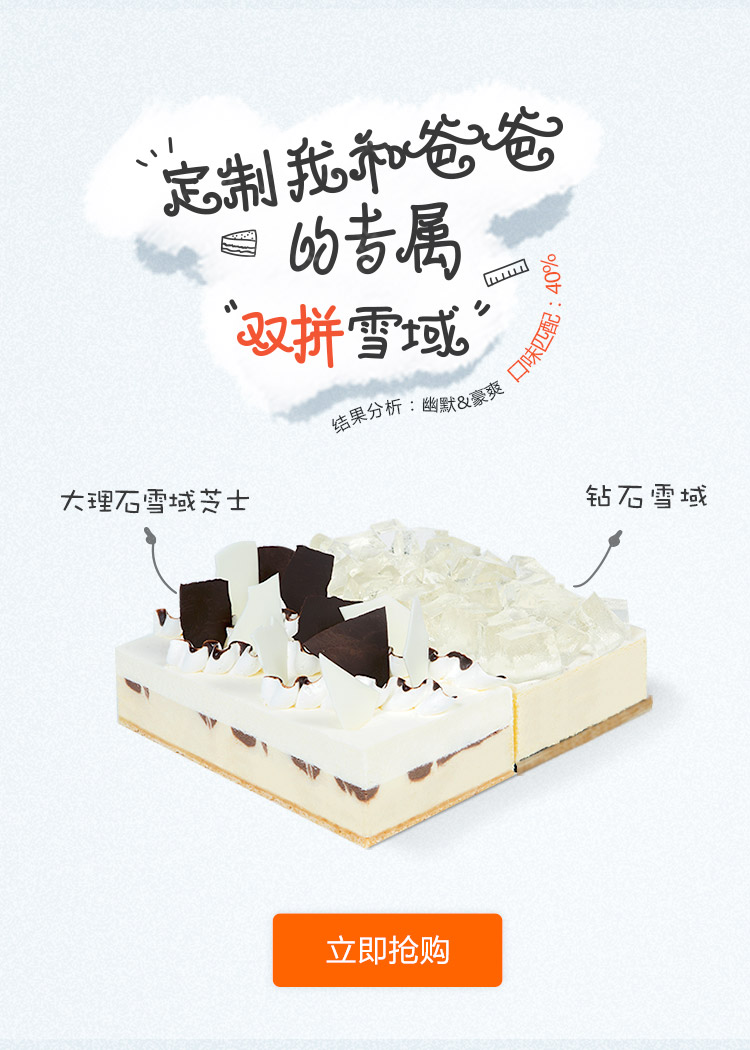 定制我和爸爸
的专属
“双拼雪域”
结果分析：幽默&豪爽 口味匹配：40%
大理石雪域芝士
钻石雪域
立即抢购